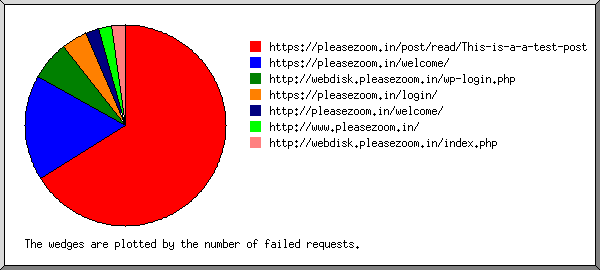 https://pleasezoom.in/post/read/This-is-a-a-test-post
https://pleasezoom.in/welcome/
http://webdisk.pleasezoom.in/wp-login.php
https://pleasezoom.in/login/
http://pleasezoom.in/welcome/
http://www.pleasezoom.in/
http://webdisk.pleasezoom.in/index.php
The wedges are plotted by the number of failed requests.